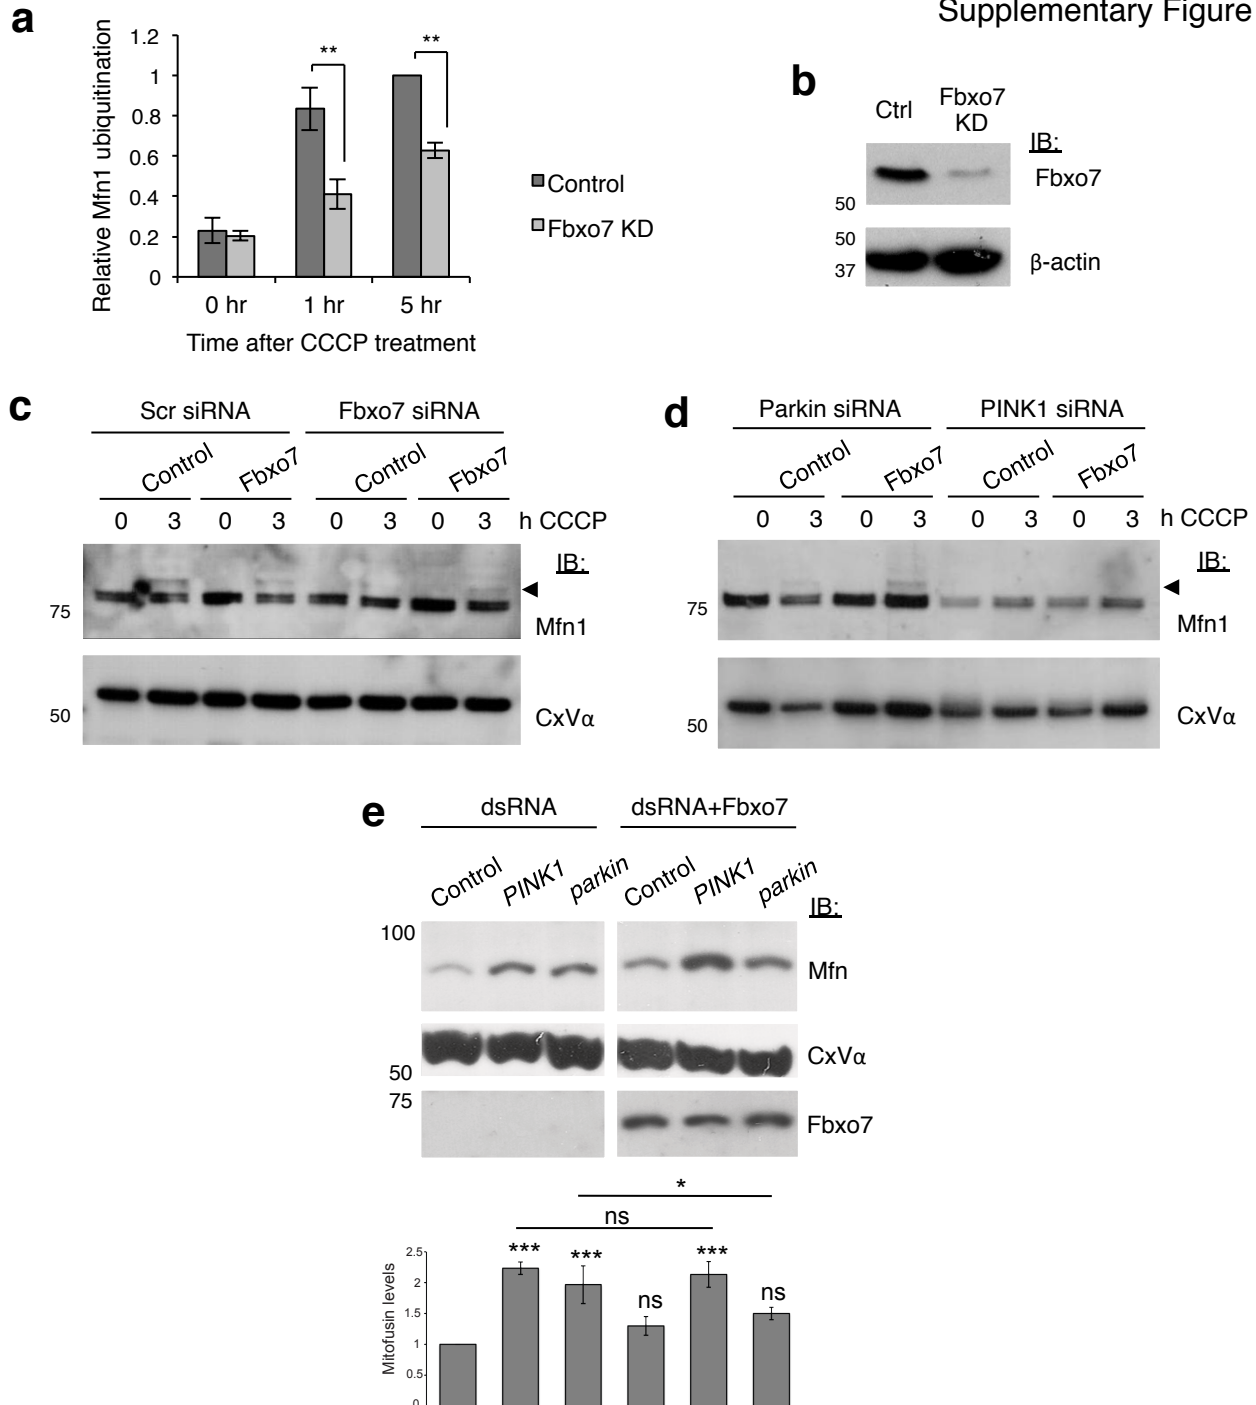 Supplementary Figure
a
1.2
1
0.8
0.6
0.4
0.2
0
Relative Mfn1 ubiquitination
**
**
0 hr 1 hr 5 hr
Time after CCCP treatment
Control
Fbxo7 KD
b
Ctrl Fbxo7
KD
IB:
Fbxo7
50
50
37
β-actin
c
Scr siRNA Fbxo7 siRNA
Control Fbxo7 Control Fbxo7
0 3 0 3 0 3 0 3 h CCCP
IB:
75
Mfn1
50
CxVα
d
Parkin siRNA PINK1 siRNA
Control Fbxo7 Control Fbxo7
0 3 0 3 0 3 0 3 h CCCP
IB:
75
Mfn1
50
CxVα
e
dsRNA dsRNA+Fbxo7
Control PINK1 parkin Control PINK1 parkin
IB:
100
Mfn
CxVα
50
75
Fbxo7
*
ns
*** *** ns *** ns
2.5
2
1.5
1
0.5
0
Mitofusin levels